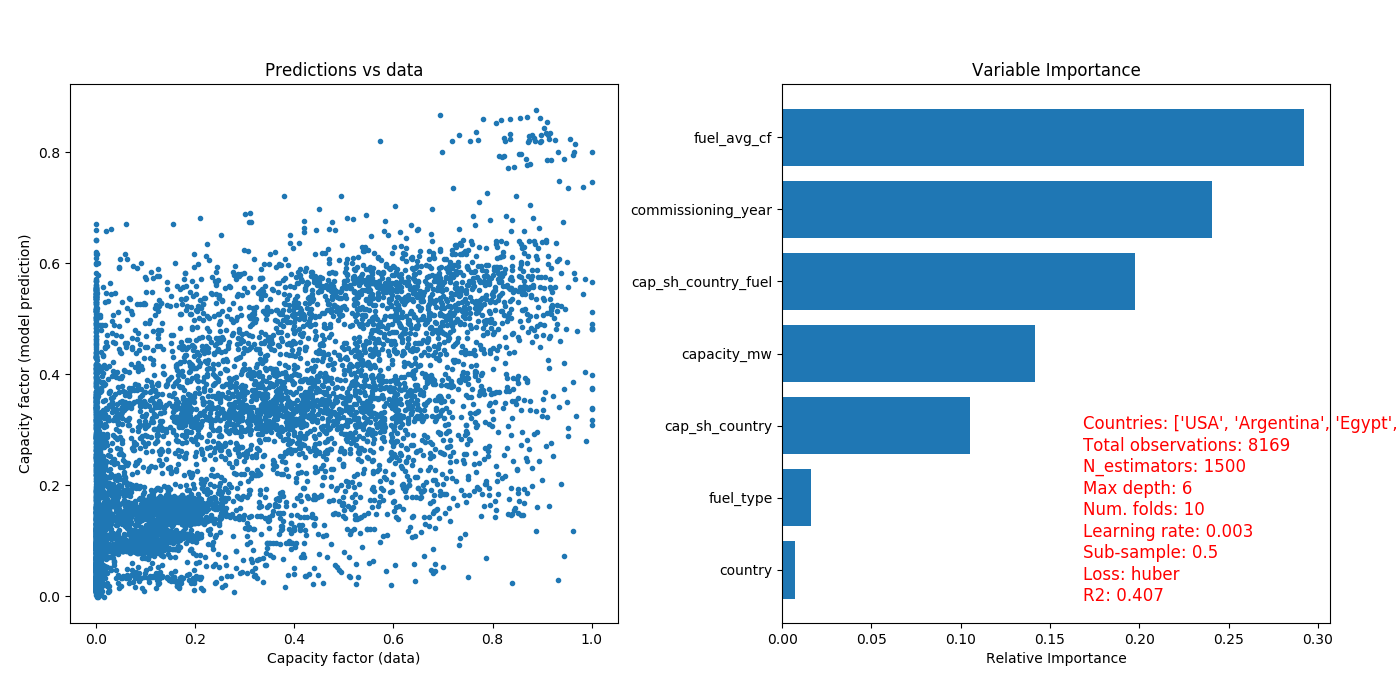 Predictions vs data
0.8
0.6
0.4
0.2
0.0
Capacity factor (model prediction)
0.0 0.2 0.4 0.6 0.8 1.0
Capacity factor (data)
Variable Importance
fuel_avg_cf
commissioning_year
cap_sh_country_fuel
capacity_mw
cap_sh_country
fuel_type
country
Countries: ['USA', 'Argentina', 'Egypt',
Total observations: 8169
N_estimators: 1500
Max depth: 6
Num. folds: 10
Learning rate: 0.003
Sub-sample: 0.5
Loss: huber
R2: 0.407
0.00 0.05 0.10 0.15 0.20 0.25 0.30
Relative Importance